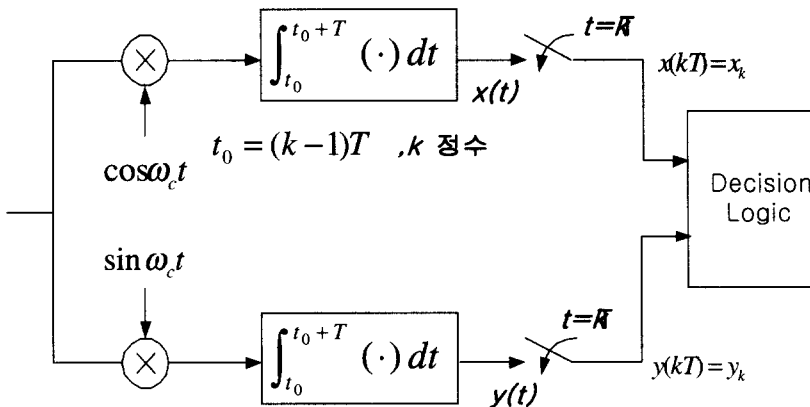 ∫_{t_0}^{t_0+T} (·) dt
t=kT
x(t)
x(kT)=x_k
t_0 = (k−1)T , k 정수
cosω_c t
Decision
Logic
sin ω_c t
∫_{t_0}^{t_0+T} (·) dt
t=kT
y(t)
y(kT)=y_k